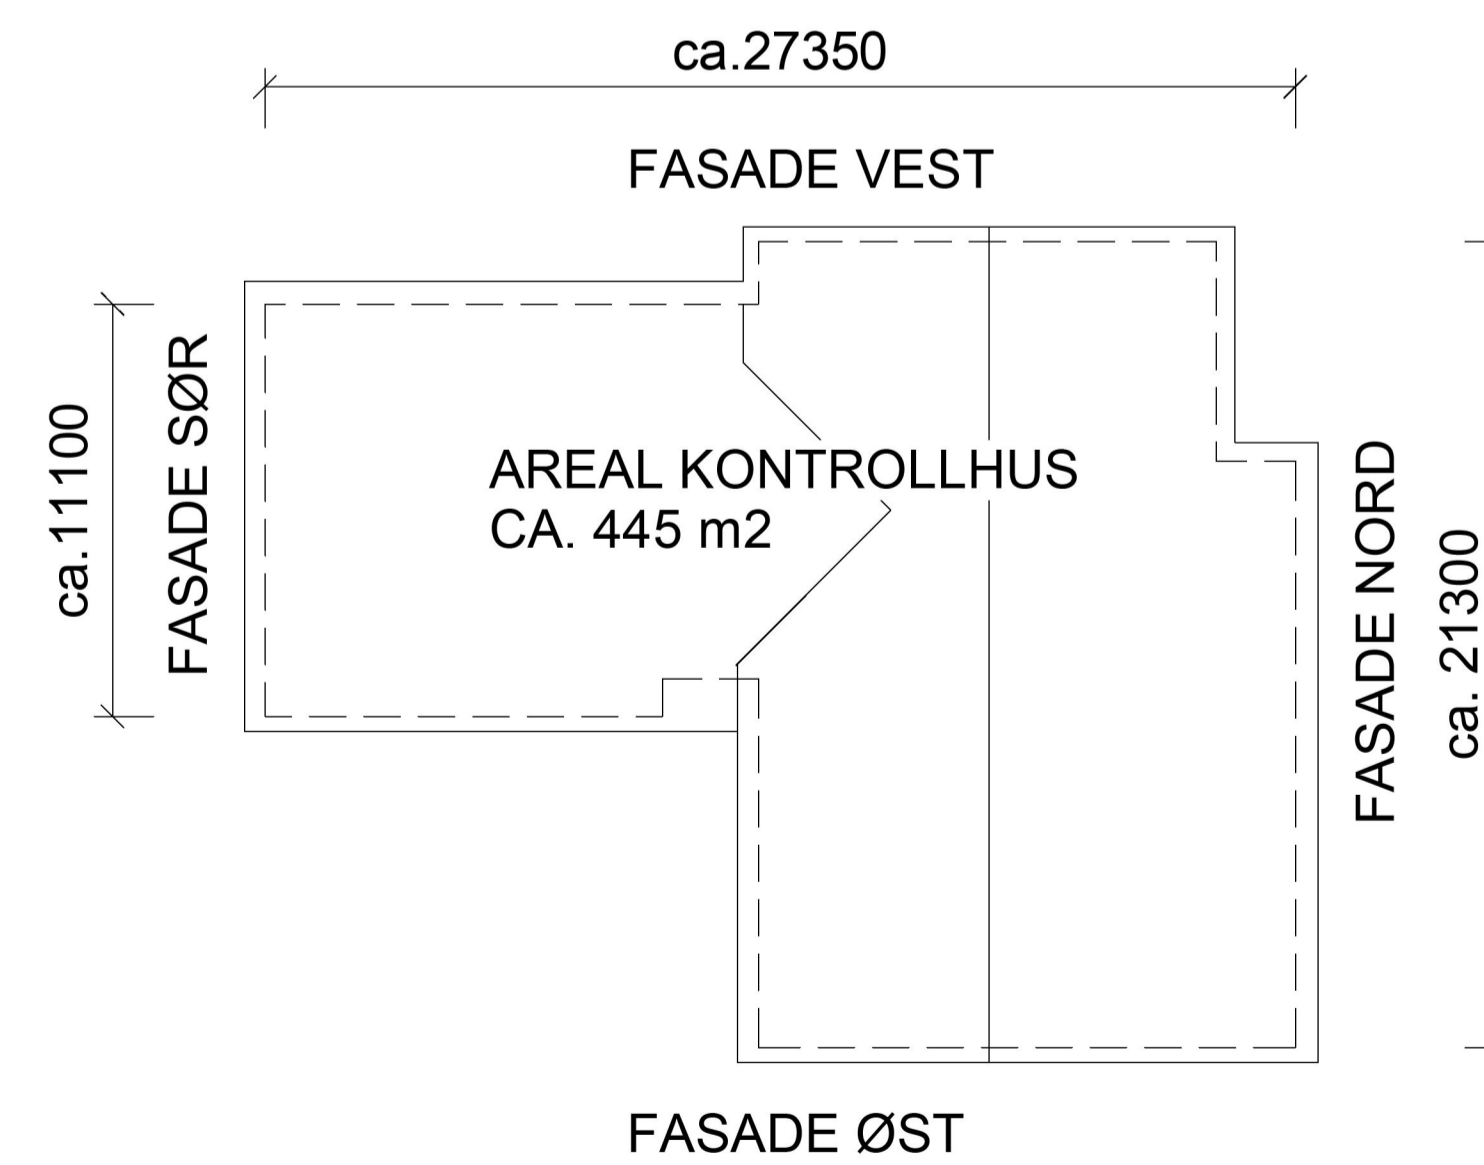 ca.27350
FASADE VEST
ca.11100
FASADE SØR
AREAL KONTROLLHUS
CA. 445 m2
FASADE NORD
ca. 21300
FASADE ØST